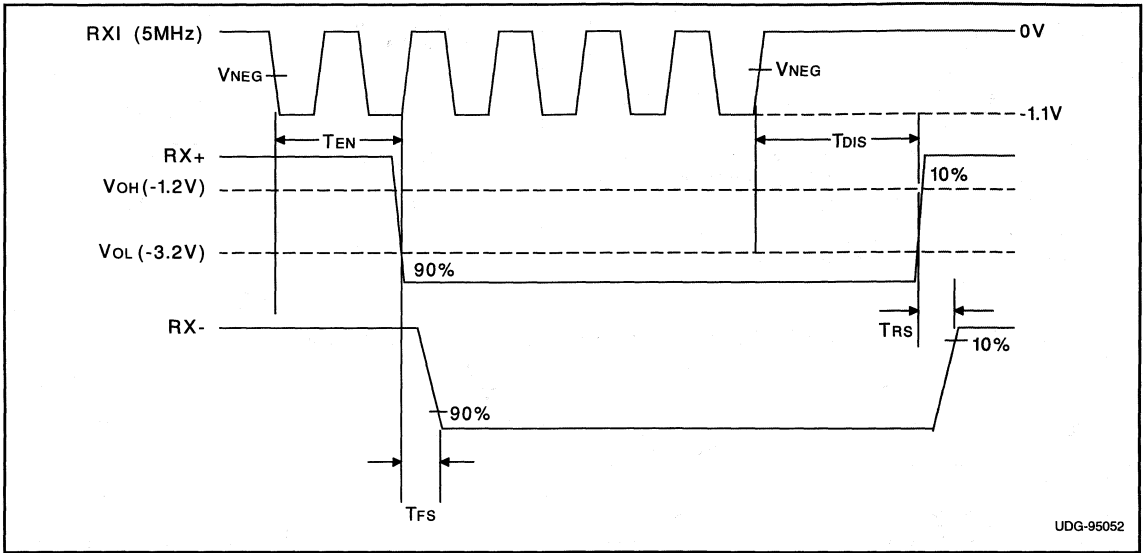 RXI (5MHz)
0V
VNEG
VNEG
-1.1V
TEN
TDIS
RX+
10%
VOH (-1.2V)
VOL (-3.2V)
90%
TRS
RX-
10%
90%
TFS
UDG-95052